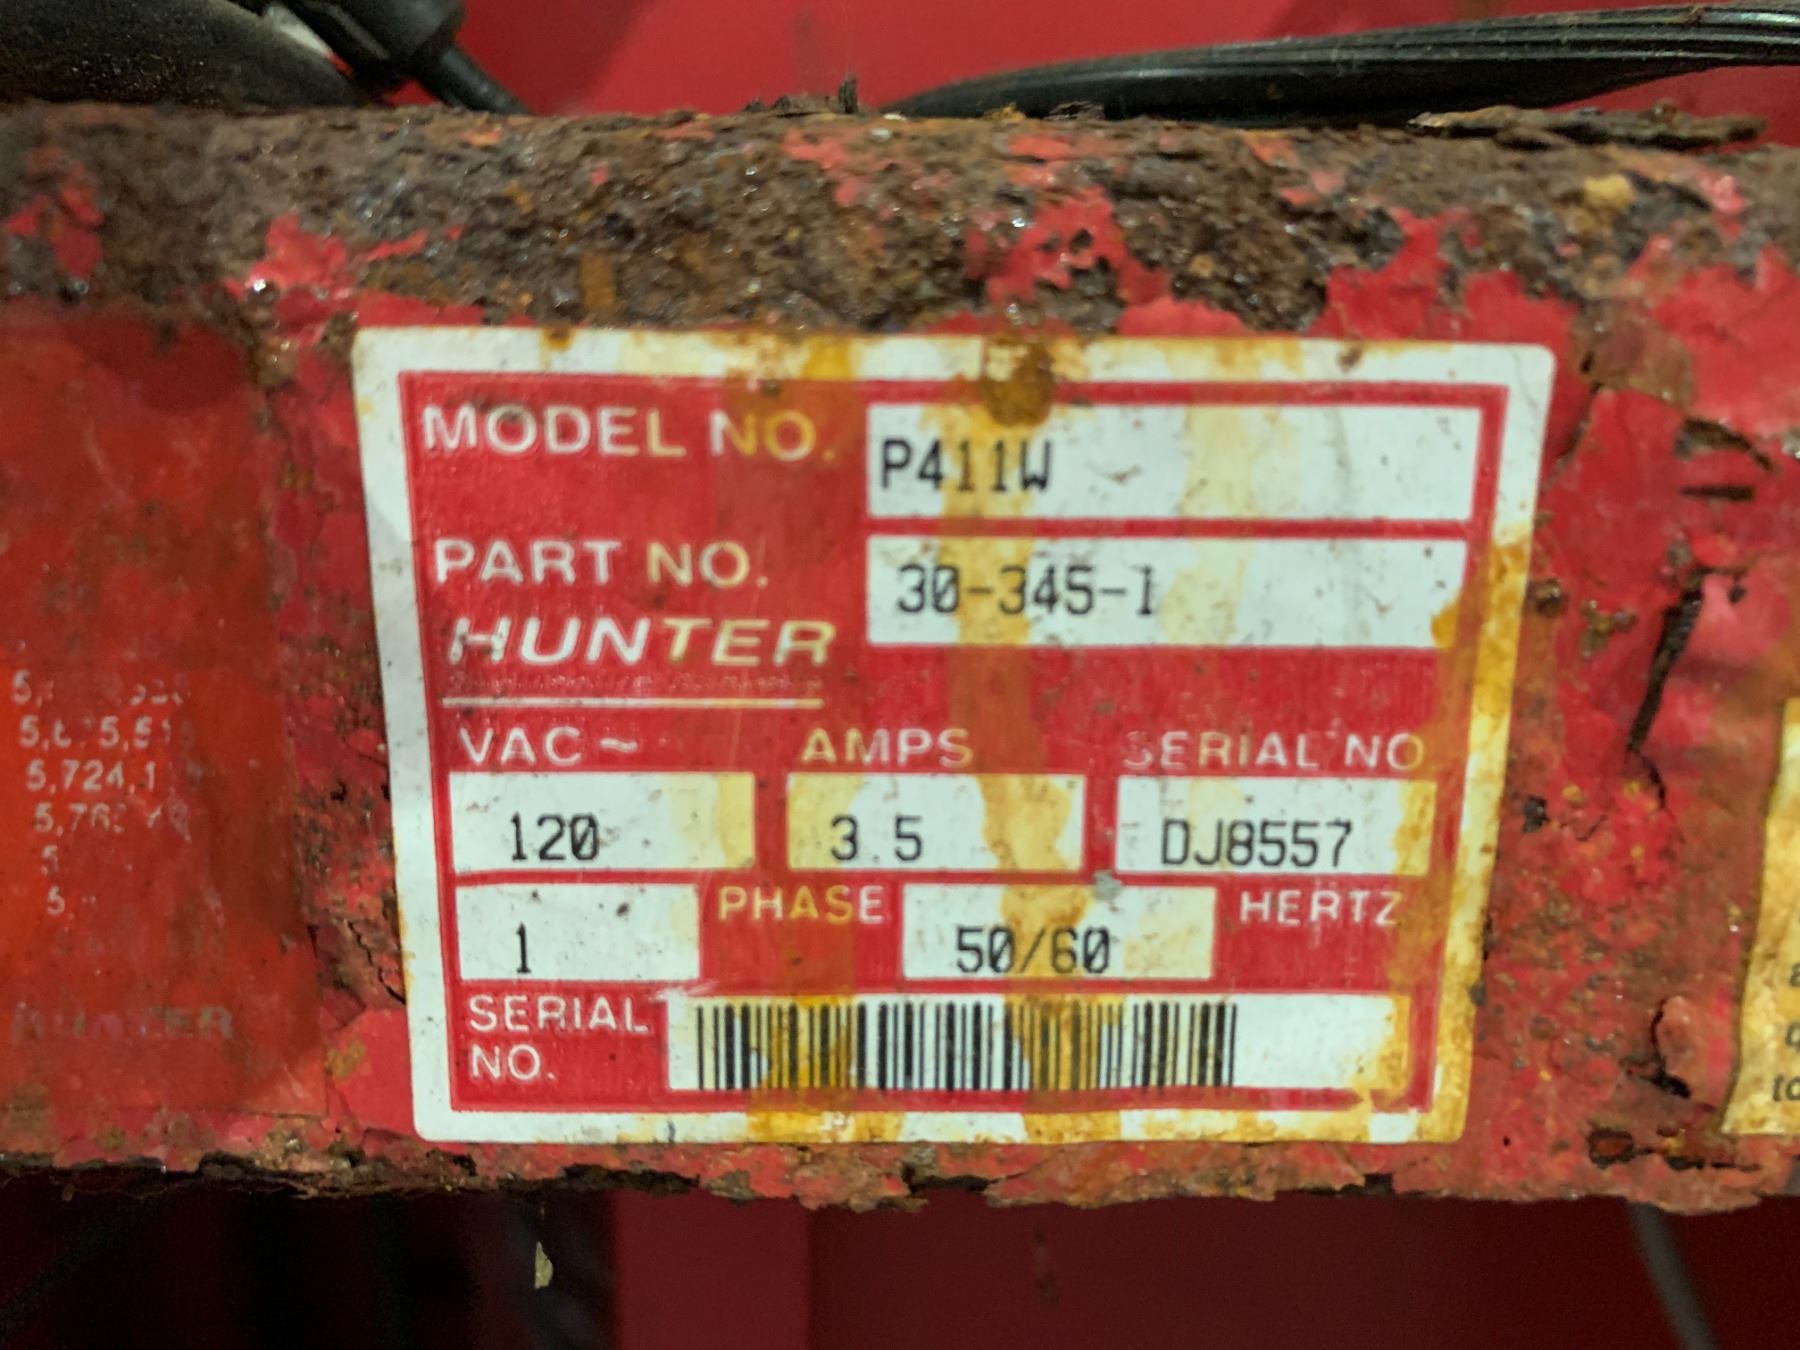 MODEL NO. P411W
PART NO. 30-345-1
HUNTER
VAC ~ AMPS SERIAL NO
120 3 5 DJ8557
1 PHASE 50/60 HERTZ
SERIAL
NO.
HUNTER